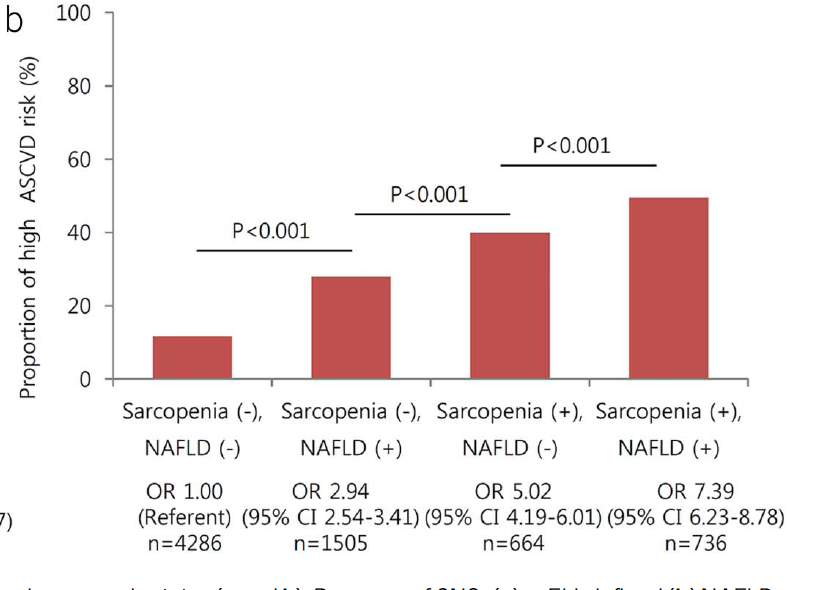 b
Proportion of high ASCVD risk (%)
100
80
60
40
20
0
P<0.001
P<0.001
P<0.001
Sarcopenia (-), Sarcopenia (-), Sarcopenia (+), Sarcopenia (+),
NAFLD (-) NAFLD (+) NAFLD (-) NAFLD (+)
OR 1.00 OR 2.94 OR 5.02 OR 7.39
(Referent) (95% CI 2.54-3.41) (95% CI 4.19-6.01) (95% CI 6.23-8.78)
7)
n=4286 n=1505 n=664 n=736